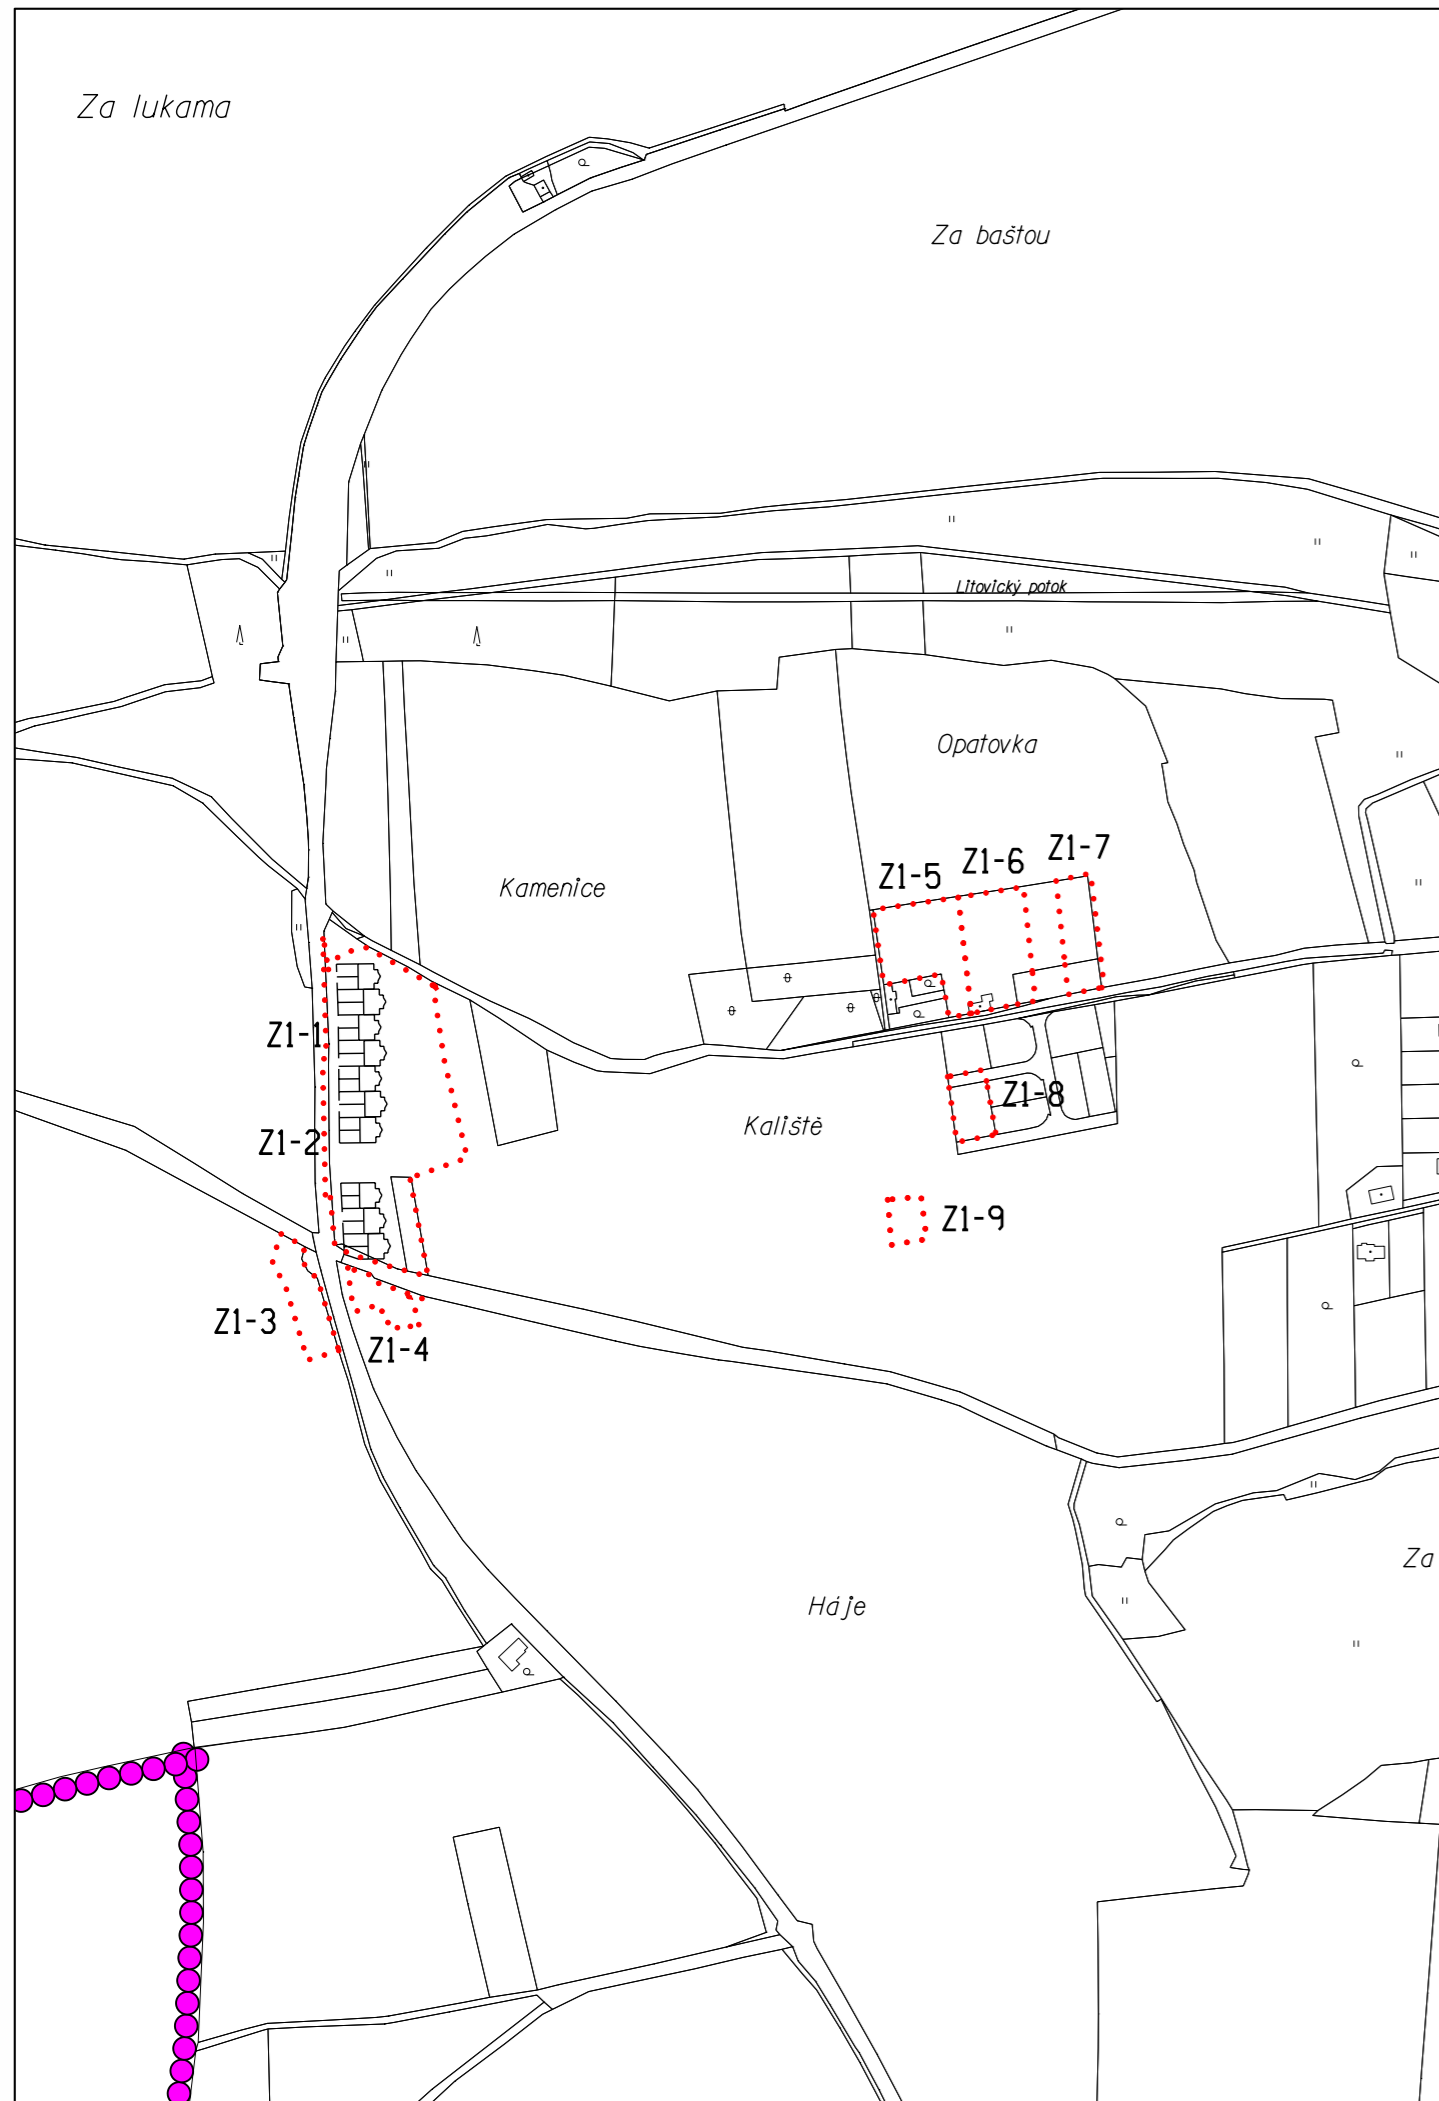 Za lukama
Za baštou
Litovický potok
Opatovka
Z1-7
Z1-6
Z1-5
Kamenice
Z1-1
Z1-8
Kaliště
Z1-2
Z1-9
Z1-3
Z1-4
Za
Háje